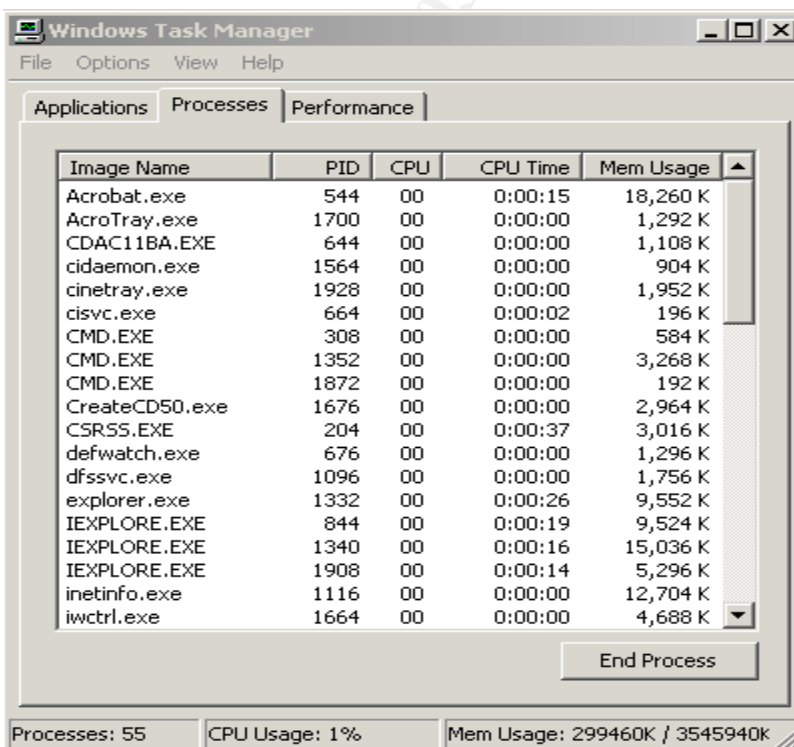 Windows Task Manager
File Options View Help
Applications Processes Performance
Image Name PID CPU CPU Time Mem Usage
Acrobat.exe 544 00 0:00:15 18,260 K
AcroTray.exe 1700 00 0:00:00 1,292 K
CDAC11BA.EXE 644 00 0:00:00 1,108 K
cidaemon.exe 1564 00 0:00:00 904 K
cinetray.exe 1928 00 0:00:00 1,952 K
cisvc.exe 664 00 0:00:02 196 K
CMD.EXE 308 00 0:00:00 584 K
CMD.EXE 1352 00 0:00:00 3,268 K
CMD.EXE 1872 00 0:00:00 192 K
CreateCD50.exe 1676 00 0:00:00 2,964 K
CSRSS.EXE 204 00 0:00:37 3,016 K
defwatch.exe 676 00 0:00:00 1,296 K
dfssvc.exe 1096 00 0:00:00 1,756 K
explorer.exe 1332 00 0:00:26 9,552 K
IEXPLORE.EXE 844 00 0:00:19 9,524 K
IEXPLORE.EXE 1340 00 0:00:16 15,036 K
IEXPLORE.EXE 1908 00 0:00:14 5,296 K
inetinfo.exe 1116 00 0:00:00 12,704 K
iwctrl.exe 1664 00 0:00:00 4,688 K
End Process
Processes: 55 CPU Usage: 1% Mem Usage: 299460K / 3545940K